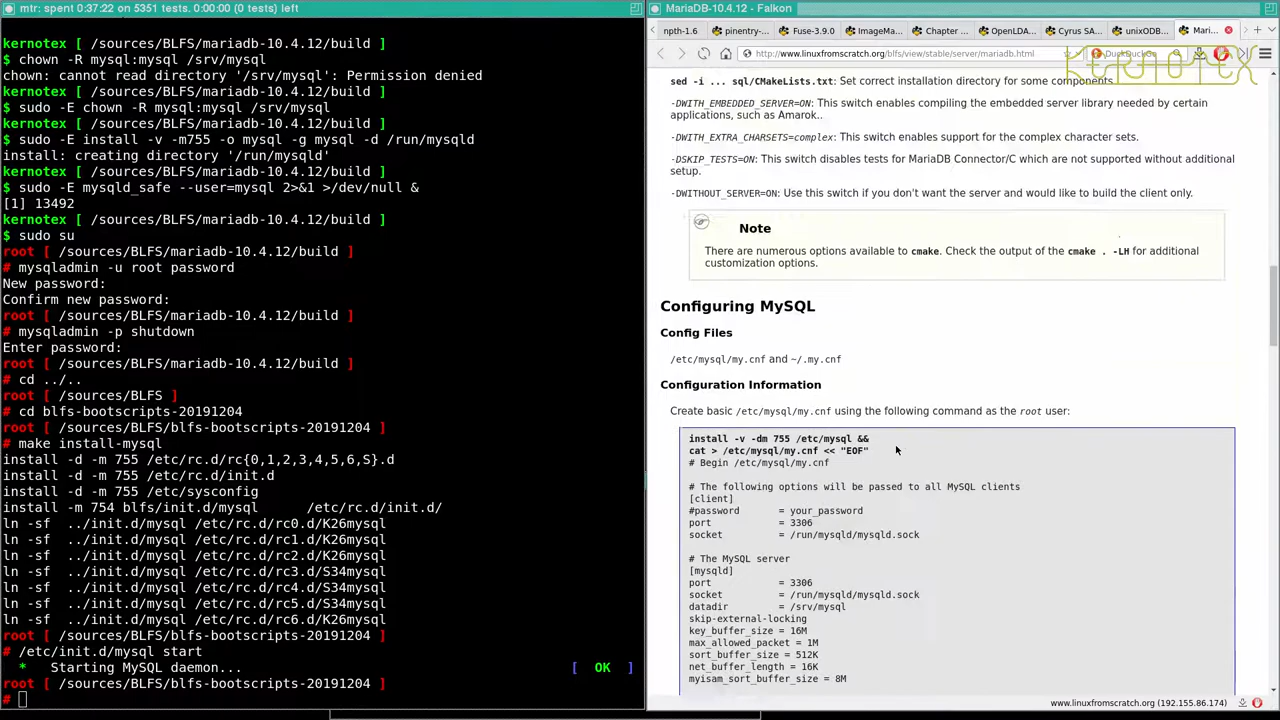 mtr: spent 0:37:22 on 5351 tests. 0:00:00 (0 tests) left
kernotex [ /sources/BLFS/mariadb-10.4.12/build ]
$ chown -R mysql:mysql /srv/mysql
chown: cannot read directory '/srv/mysql': Permission denied
kernotex [ /sources/BLFS/mariadb-10.4.12/build ]
$ sudo -E chown -R mysql:mysql /srv/mysql
kernotex [ /sources/BLFS/mariadb-10.4.12/build ]
$ sudo -E install -v -m755 -o mysql -g mysql -d /run/mysqld
install: creating directory '/run/mysqld'
kernotex [ /sources/BLFS/mariadb-10.4.12/build ]
$ sudo -E mysqld_safe --user=mysql 2>&1 >/dev/null &
[1] 13492
kernotex [ /sources/BLFS/mariadb-10.4.12/build ]
$ sudo su
root [ /sources/BLFS/mariadb-10.4.12/build ]
# mysqladmin -u root password
New password:
Confirm new password:
root [ /sources/BLFS/mariadb-10.4.12/build ]
# mysqladmin -p shutdown
Enter password:
root [ /sources/BLFS/mariadb-10.4.12/build ]
# cd ../..
root [ /sources/BLFS ]
# cd blfs-bootscripts-20191204
root [ /sources/BLFS/blfs-bootscripts-20191204 ]
# make install-mysql
install -d -m 755 /etc/rc.d/rc{0,1,2,3,4,5,6,S}.d
install -d -m 755 /etc/rc.d/init.d
install -d -m 755 /etc/sysconfig
install -m 754 blfs/init.d/mysql       /etc/rc.d/init.d/
ln -sf  ../init.d/mysql /etc/rc.d/rc0.d/K26mysql
ln -sf  ../init.d/mysql /etc/rc.d/rc1.d/K26mysql
ln -sf  ../init.d/mysql /etc/rc.d/rc2.d/K26mysql
ln -sf  ../init.d/mysql /etc/rc.d/rc3.d/S34mysql
ln -sf  ../init.d/mysql /etc/rc.d/rc4.d/S34mysql
ln -sf  ../init.d/mysql /etc/rc.d/rc5.d/S34mysql
ln -sf  ../init.d/mysql /etc/rc.d/rc6.d/K26mysql
root [ /sources/BLFS/blfs-bootscripts-20191204 ]
# /etc/init.d/mysql start
*   Starting MySQL daemon...   [  OK  ]
root [ /sources/BLFS/blfs-bootscripts-20191204 ]
#
MariaDB-10.4.12 - Falkon
npth-1.6 pinentry-... Fuse-3.9.0 ImageMa... Chapter ... OpenLDA... Cyrus SA... unixODB... Mari...
http://www.linuxfromscratch.org/blfs/view/stable/server/mariadb.html DuckDuckGo
KERNOTEX
sed -i ... sql/CMakeLists.txt: Set correct installation directory for some components.
-DWITH_EMBEDDED_SERVER=ON: This switch enables compiling the embedded server library needed by certain
applications, such as Amarok..
-DWITH_EXTRA_CHARSETS=complex: This switch enables support for the complex character sets.
-DSKIP_TESTS=ON: This switch disables tests for MariaDB Connector/C which are not supported without additional
setup.
-DWITHOUT_SERVER=ON: Use this switch if you don't want the server and would like to build the client only.
Note
There are numerous options available to cmake. Check the output of the cmake . -LH for additional
customization options.
Configuring MySQL
Config Files
/etc/mysql/my.cnf and ~/.my.cnf
Configuration Information
Create basic /etc/mysql/my.cnf using the following command as the root user:
install -v -dm 755 /etc/mysql &&
cat > /etc/mysql/my.cnf << "EOF"
# Begin /etc/mysql/my.cnf
# The following options will be passed to all MySQL clients
[client]
#password       = your_password
port            = 3306
socket          = /run/mysqld/mysqld.sock
# The MySQL server
[mysqld]
port            = 3306
socket          = /run/mysqld/mysqld.sock
datadir         = /srv/mysql
skip-external-locking
key_buffer_size = 16M
max_allowed_packet = 1M
sort_buffer_size = 512K
net_buffer_length = 16K
myisam_sort_buffer_size = 8M
www.linuxfromscratch.org (192.155.86.174)